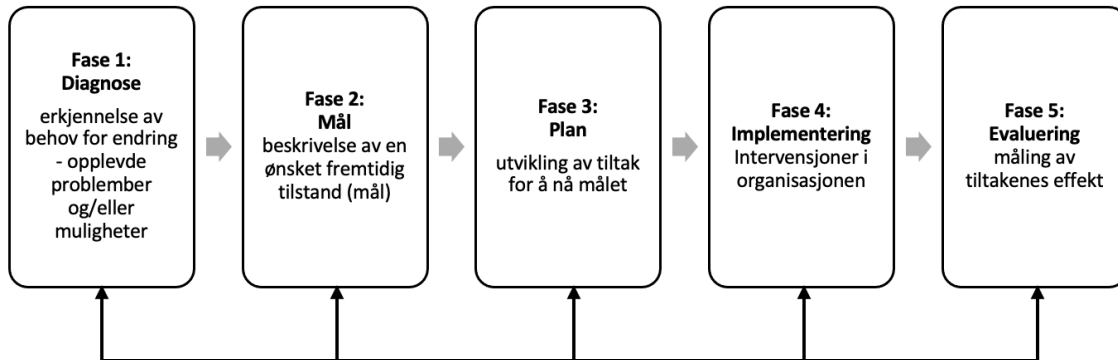 Fase 1:
Diagnose
erkjennelse av
behov for endring
- opplevde
problember
og/eller
muligheter
Fase 2:
Mål
beskrivelse av en
ønsket fremtidig
tilstand (mål)
Fase 3:
Plan
utvikling av tiltak
for å nå målet
Fase 4:
Implementering
Intervensjoner i
organisasjonen
Fase 5:
Evaluering
måling av
tiltakenes effekt